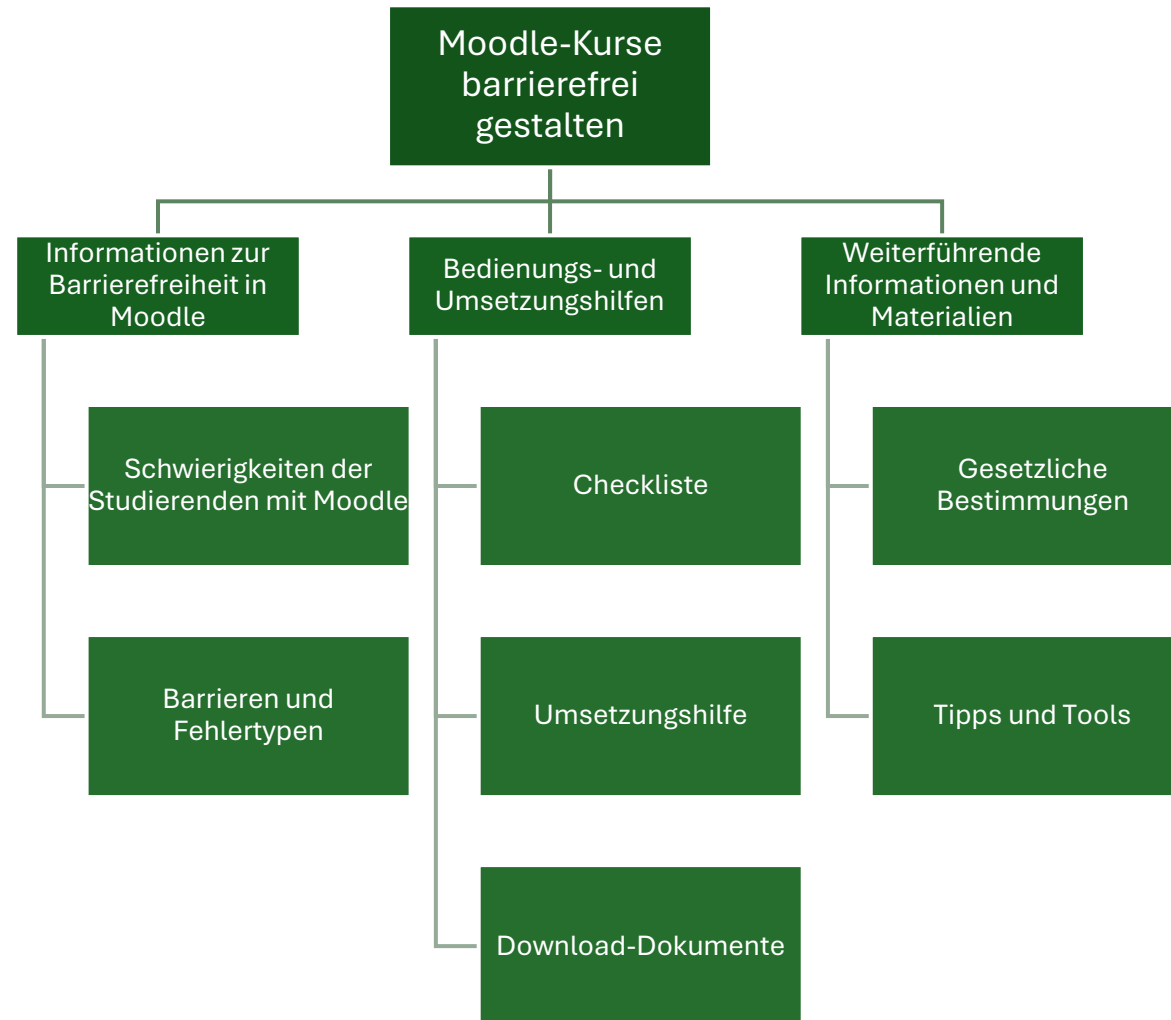 Moodle-Kurse
barrierefrei
gestalten
Informationen zur
Barrierefreiheit in
Moodle
Bedienungs- und
Umsetzungshilfen
Weiterführende
Informationen und
Materialien
Schwierigkeiten der
Studierenden mit Moodle
Checkliste
Gesetzliche
Bestimmungen
Barrieren und
Fehlertypen
Umsetzungshilfe
Tipps und Tools
Download-Dokumente